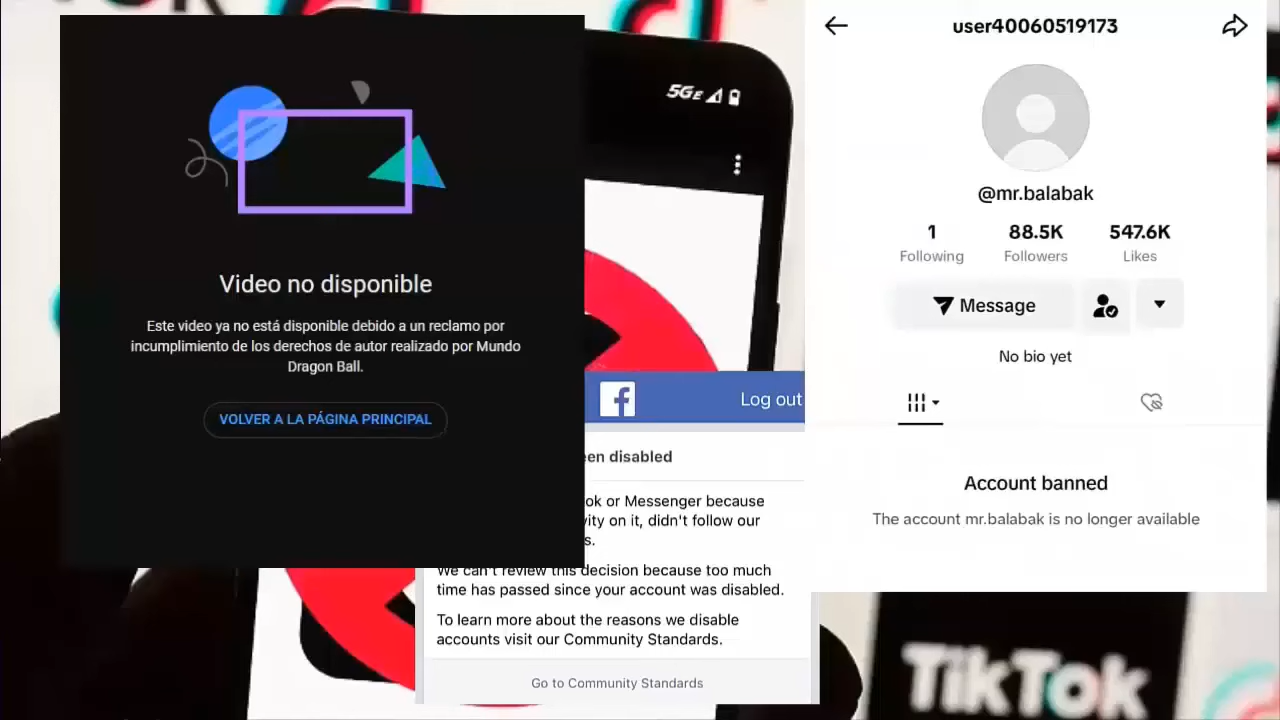 Video no disponible
Este video ya no está disponible debido a un reclamo por
incumplimiento de los derechos de autor realizado por Mundo
Dragon Ball.
VOLVER A LA PÁGINA PRINCIPAL
5GE
Log out
en disabled
ok or Messenger because
vity on it, didn't follow our
s.
We can't review this decision because too much
time has passed since your account was disabled.
To learn more about the reasons we disable
accounts visit our Community Standards.
Go to Community Standards
user40060519173
@mr.balabak
1
88.5K
547.6K
Following
Followers
Likes
Message
No bio yet
Account banned
The account mr.balabak is no longer available
TikTok